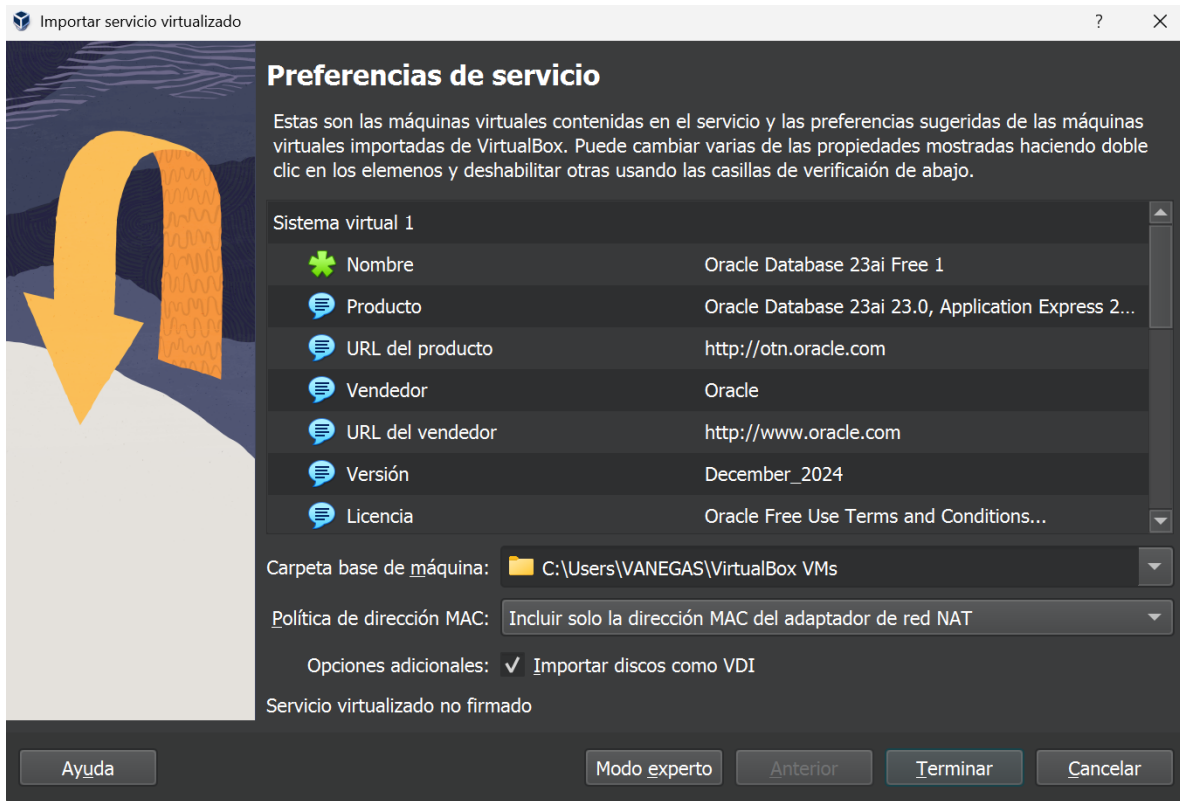 Importar servicio virtualizado
?
Preferencias de servicio
Estas son las máquinas virtuales contenidas en el servicio y las preferencias sugeridas de las máquinas
virtuales importadas de VirtualBox. Puede cambiar varias de las propiedades mostradas haciendo doble
clic en los elemenos y deshabilitar otras usando las casillas de verificaión de abajo.
Sistema virtual 1
Nombre Oracle Database 23ai Free 1
Producto Oracle Database 23ai 23.0, Application Express 2...
URL del producto http://otn.oracle.com
Vendedor Oracle
URL del vendedor http://www.oracle.com
Versión December_2024
Licencia Oracle Free Use Terms and Conditions...
Carpeta base de máquina: C:\Users\VANEGAS\VirtualBox VMs
Política de dirección MAC: Incluir solo la dirección MAC del adaptador de red NAT
Opciones adicionales: Importar discos como VDI
Servicio virtualizado no firmado
Ayuda Modo experto Anterior Terminar Cancelar